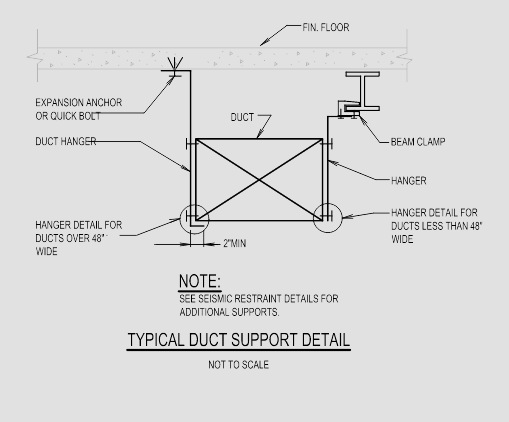 FIN. FLOOR
EXPANSION ANCHOR
OR QUICK BOLT
DUCT
DUCT HANGER
BEAM CLAMP
HANGER
HANGER DETAIL FOR
DUCTS OVER 48"
WIDE
HANGER DETAIL FOR
DUCTS LESS THAN 48"
WIDE
2"MIN
NOTE:
SEE SEISMIC RESTRAINT DETAILS FOR
ADDITIONAL SUPPORTS.
TYPICAL DUCT SUPPORT DETAIL
NOT TO SCALE